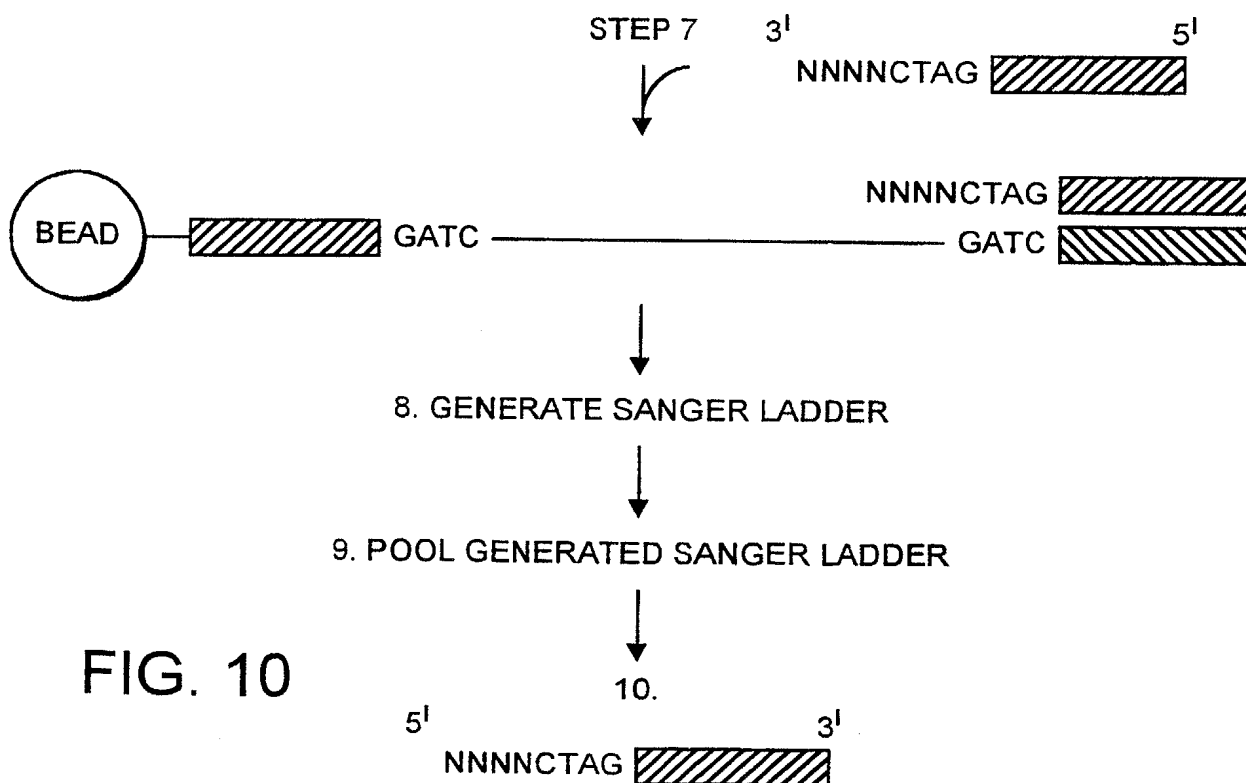 STEP 7
3' 5'
NNNNCTAG
NNNNCTAG
BEAD GATC GATC
8. GENERATE SANGER LADDER
9. POOL GENERATED SANGER LADDER
FIG. 10
10.
5' 3'
NNNNCTAG